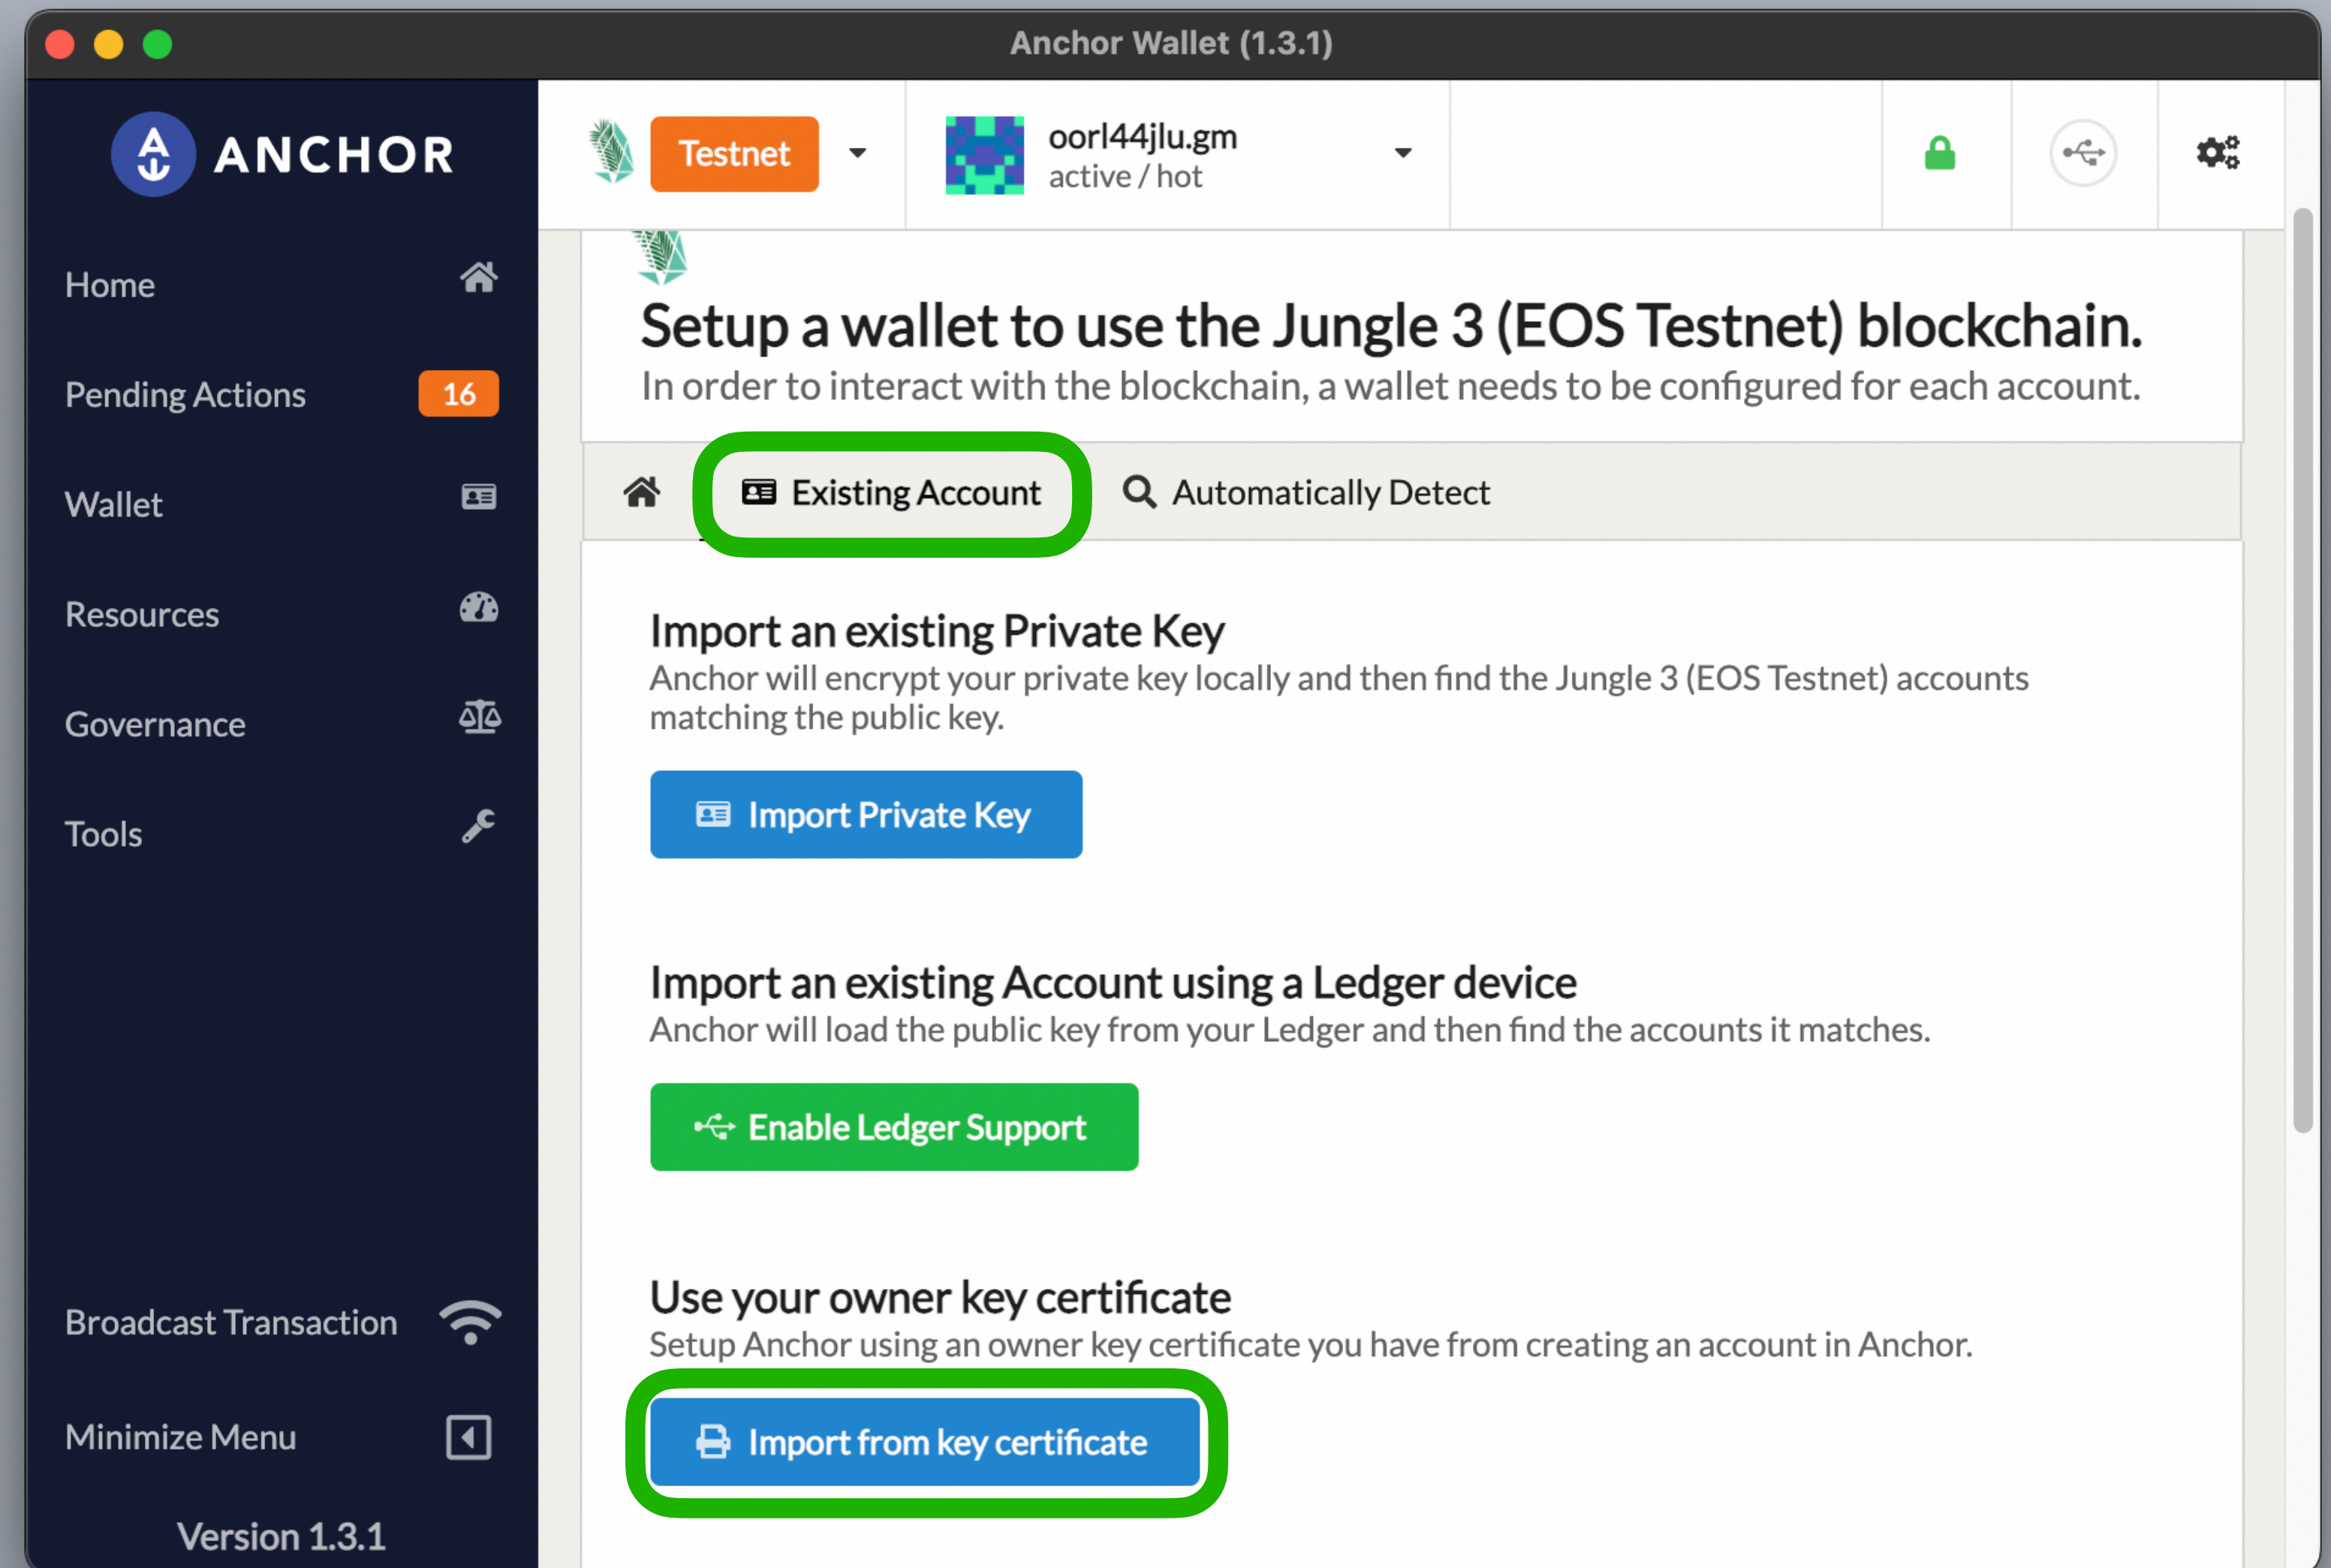 Anchor Wallet (1.3.1)
ANCHOR
Testnet
oorl44jlu.gm
active / hot
Home
Pending Actions 16
Wallet
Resources
Governance
Tools
Broadcast Transaction
Minimize Menu
Version 1.3.1
Setup a wallet to use the Jungle 3 (EOS Testnet) blockchain.
In order to interact with the blockchain, a wallet needs to be configured for each account.
Existing Account Automatically Detect
Import an existing Private Key
Anchor will encrypt your private key locally and then find the Jungle 3 (EOS Testnet) accounts
matching the public key.
Import Private Key
Import an existing Account using a Ledger device
Anchor will load the public key from your Ledger and then find the accounts it matches.
Enable Ledger Support
Use your owner key certificate
Setup Anchor using an owner key certificate you have from creating an account in Anchor.
Import from key certificate